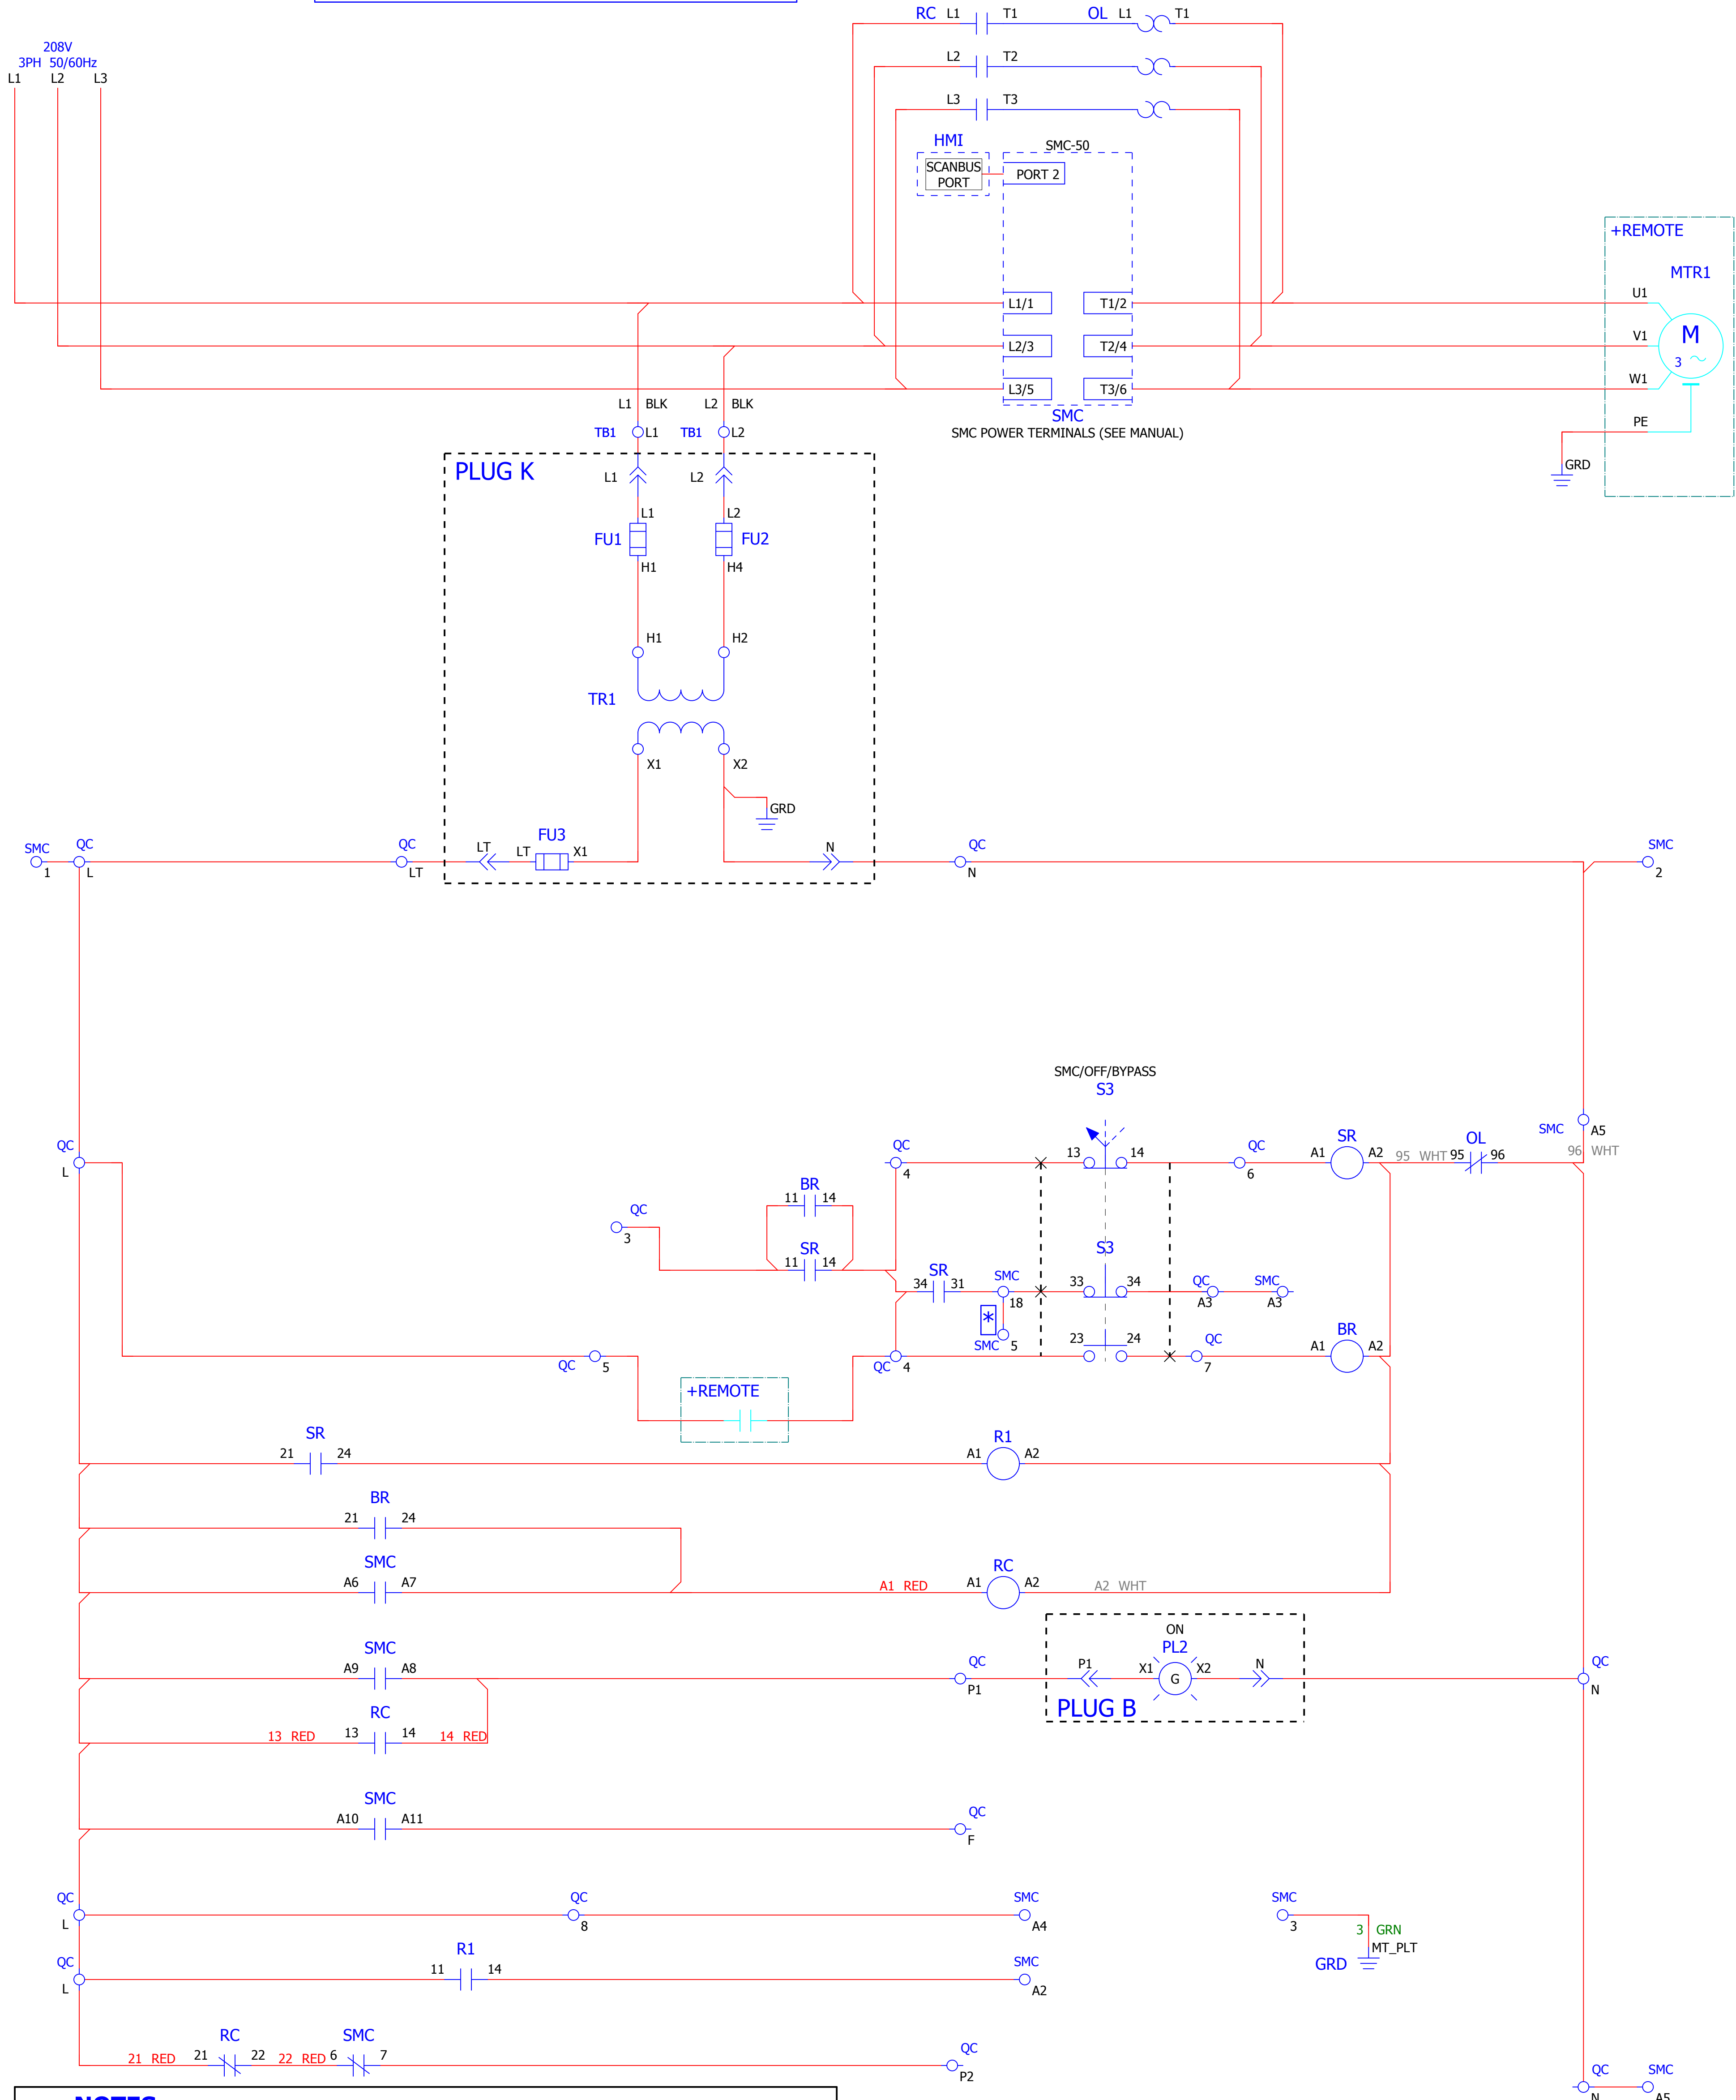 RC L1 T1 OL L1 T1
208V
3PH 50/60Hz
L1 L2 L3
L2 T2
L3 T3
HMI
SMC-50
SCANBUS
PORT
PORT 2
+REMOTE
MTR1
L1/1 T1/2 U1
L2/3 T2/4 V1
M
3
L3/5 T3/6 W1
L1 BLK L2 BLK
SMC
PE
TB1 L1 TB1 L2
SMC POWER TERMINALS (SEE MANUAL)
PLUG K
GRD
L1 L2
L1 L2
FU1 FU2
H1 H4
H1 H2
TR1
X1 X2
GRD
FU3
SMC QC QC LT LT X1 N QC SMC
1 L LT N 2
SMC/OFF/BYPASS
S3
SMC A5
QC QC 13 14 QC SR OL
L 4 6 A1 A2 95 WHT 95 96 96 WHT
BR
11 14
QC
3
SR S3
11 14
SR
34 31 SMC 33 34 QC SMC
18 A3 A3
*
SMC 5 23 24 QC BR
QC 5 QC 4 7 A1 A2
+REMOTE
SR R1
21 24 A1 A2
BR
21 24
SMC RC
A6 A7 A1 RED A1 A2 A2 WHT
ON
SMC PL2
A9 A8 QC P1 X1 G X2 N QC
P1 N
PLUG B
RC
13 RED 13 14 14 RED
SMC
A10 A11 QC
F
QC QC SMC SMC
L 8 A4 3
3 GRN
MT_PLT
GRD
QC R1 SMC
L 11 14 A2
RC SMC
21 RED 21 22 22 RED 6 7 QC
P2
QC SMC
N A5
NOTES